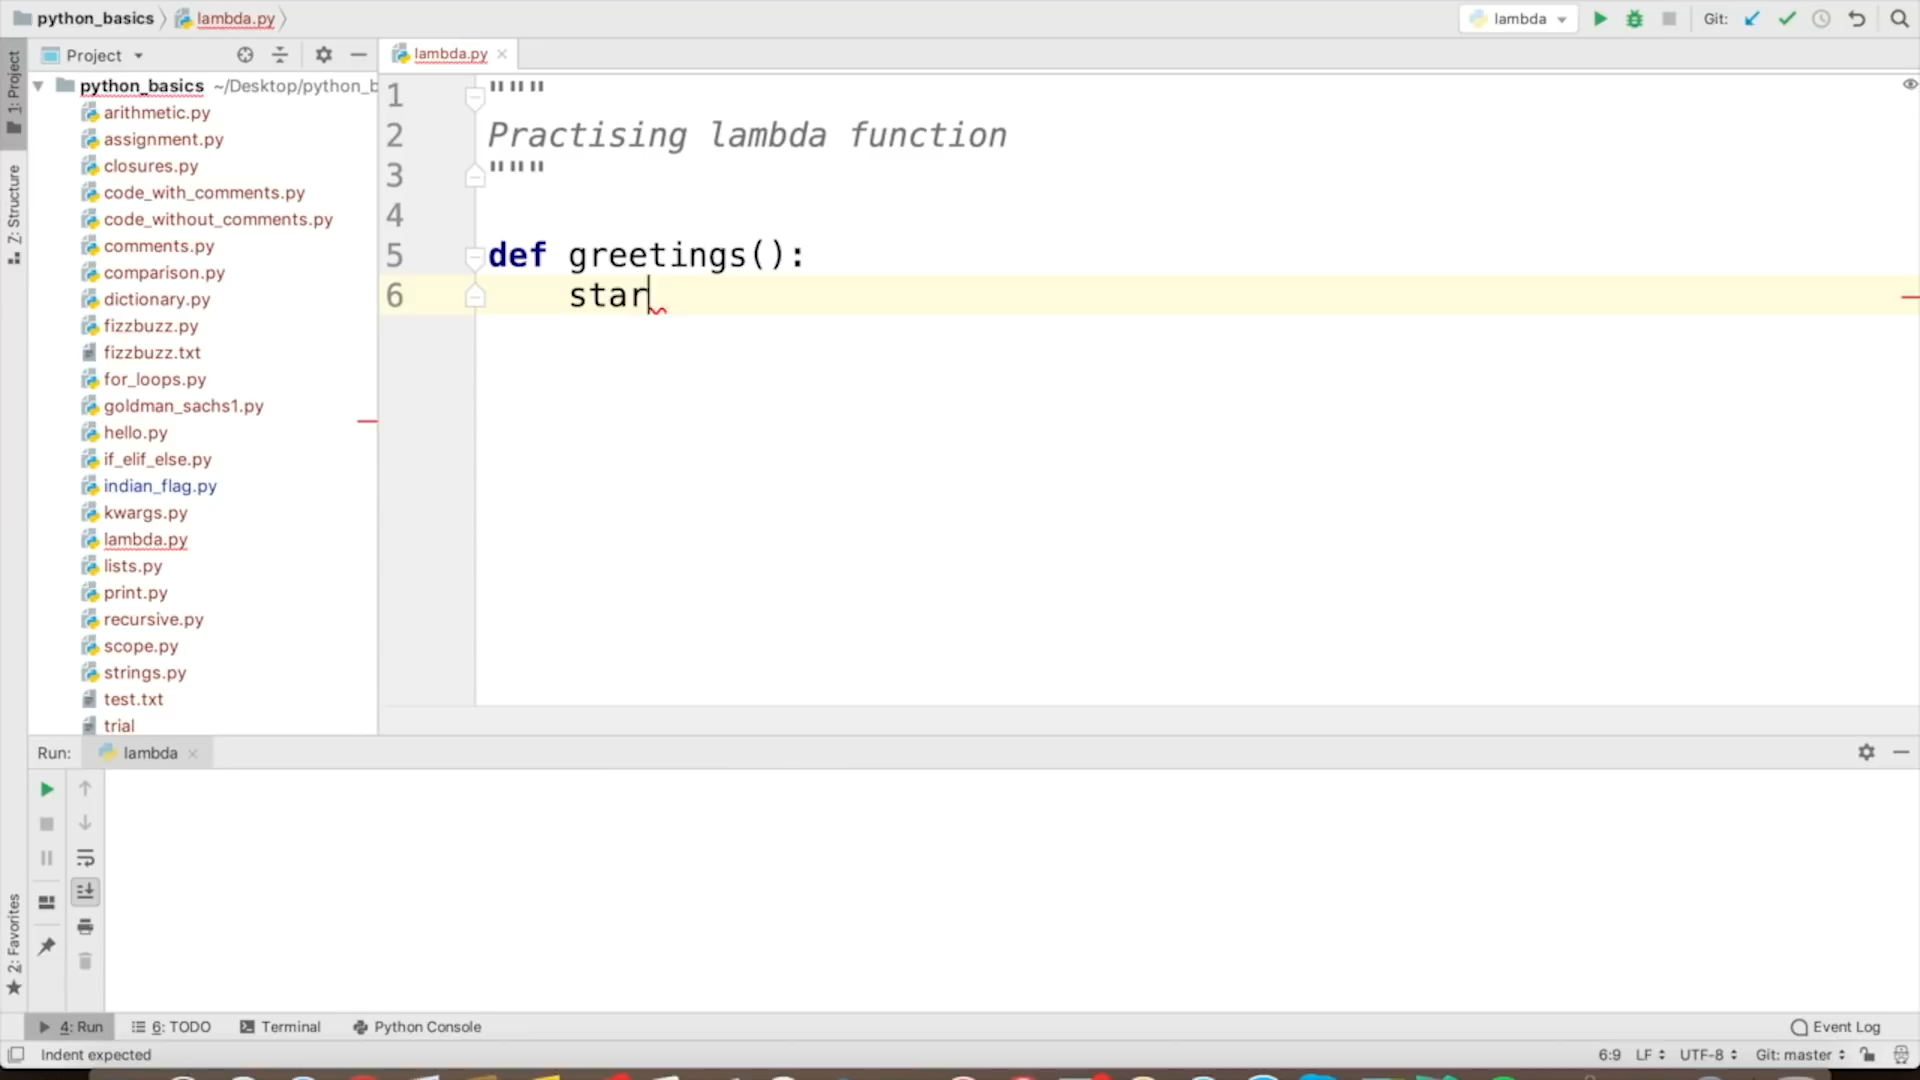 python_basics lambda.py
lambda Git:
Project
lambda.py
1: Project
Z: Structure
2: Favorites
python_basics ~/Desktop/python_b
arithmetic.py
assignment.py
closures.py
code_with_comments.py
code_without_comments.py
comments.py
comparison.py
dictionary.py
fizzbuzz.py
fizzbuzz.txt
for_loops.py
goldman_sachs1.py
hello.py
if_elif_else.py
indian_flag.py
kwargs.py
lambda.py
lists.py
print.py
recursive.py
scope.py
strings.py
test.txt
trial
1 """
2 Practising lambda function
3 """
4
5 def greetings():
6 star
Run: lambda
4: Run 6: TODO Terminal Python Console Event Log
Indent expected 6:9 LF UTF-8 Git: master